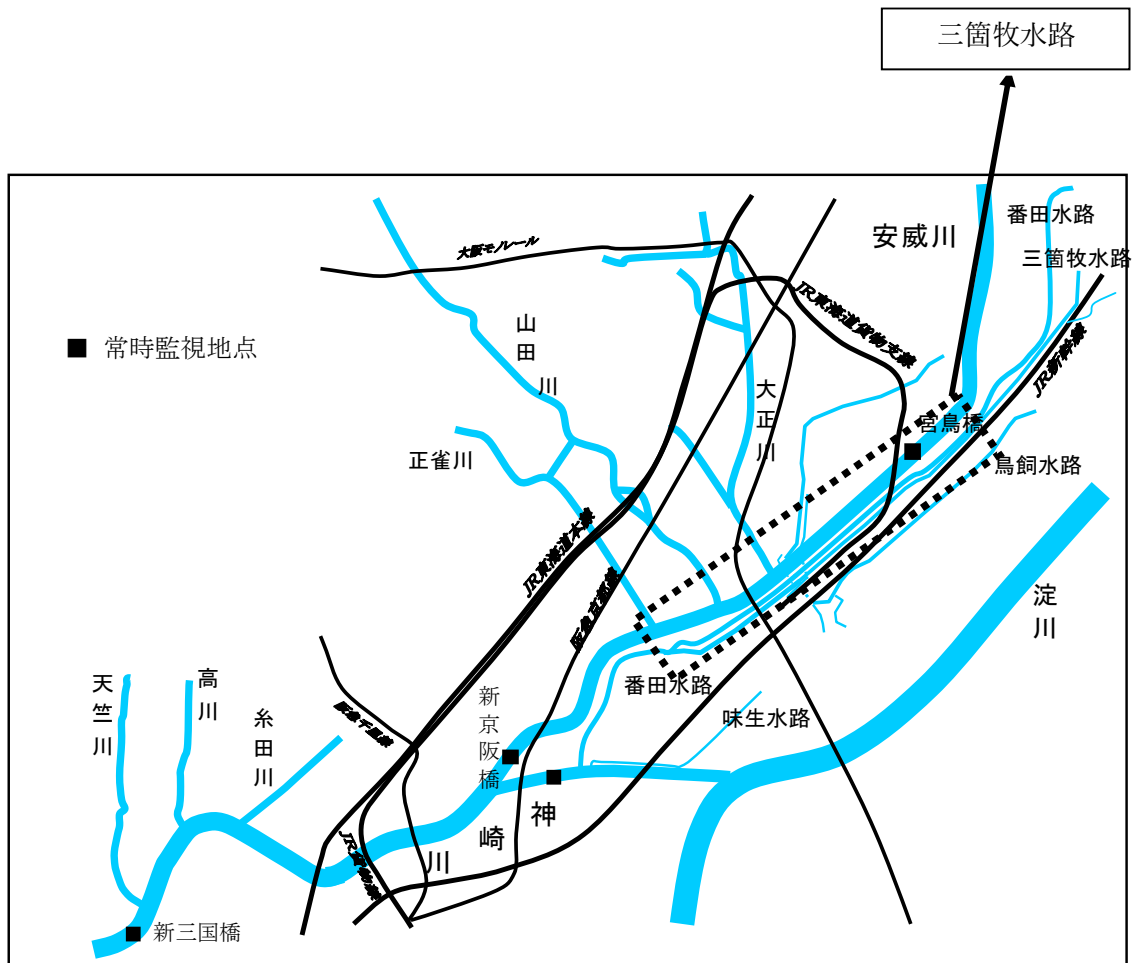 三箇牧水路
安威川
番田水路
三箇牧水路
大阪モノレール
JR東海道貨物支線
JR新幹線
■ 常時監視地点
山田川
大正川
宮鳥橋
正雀川
鳥飼水路
JR東海道本線
阪急京都線
淀川
番田水路
味生水路
天竺川
高川
糸田川
阪急千里線
新京阪橋
神崎川
JR貨物線
新三国橋